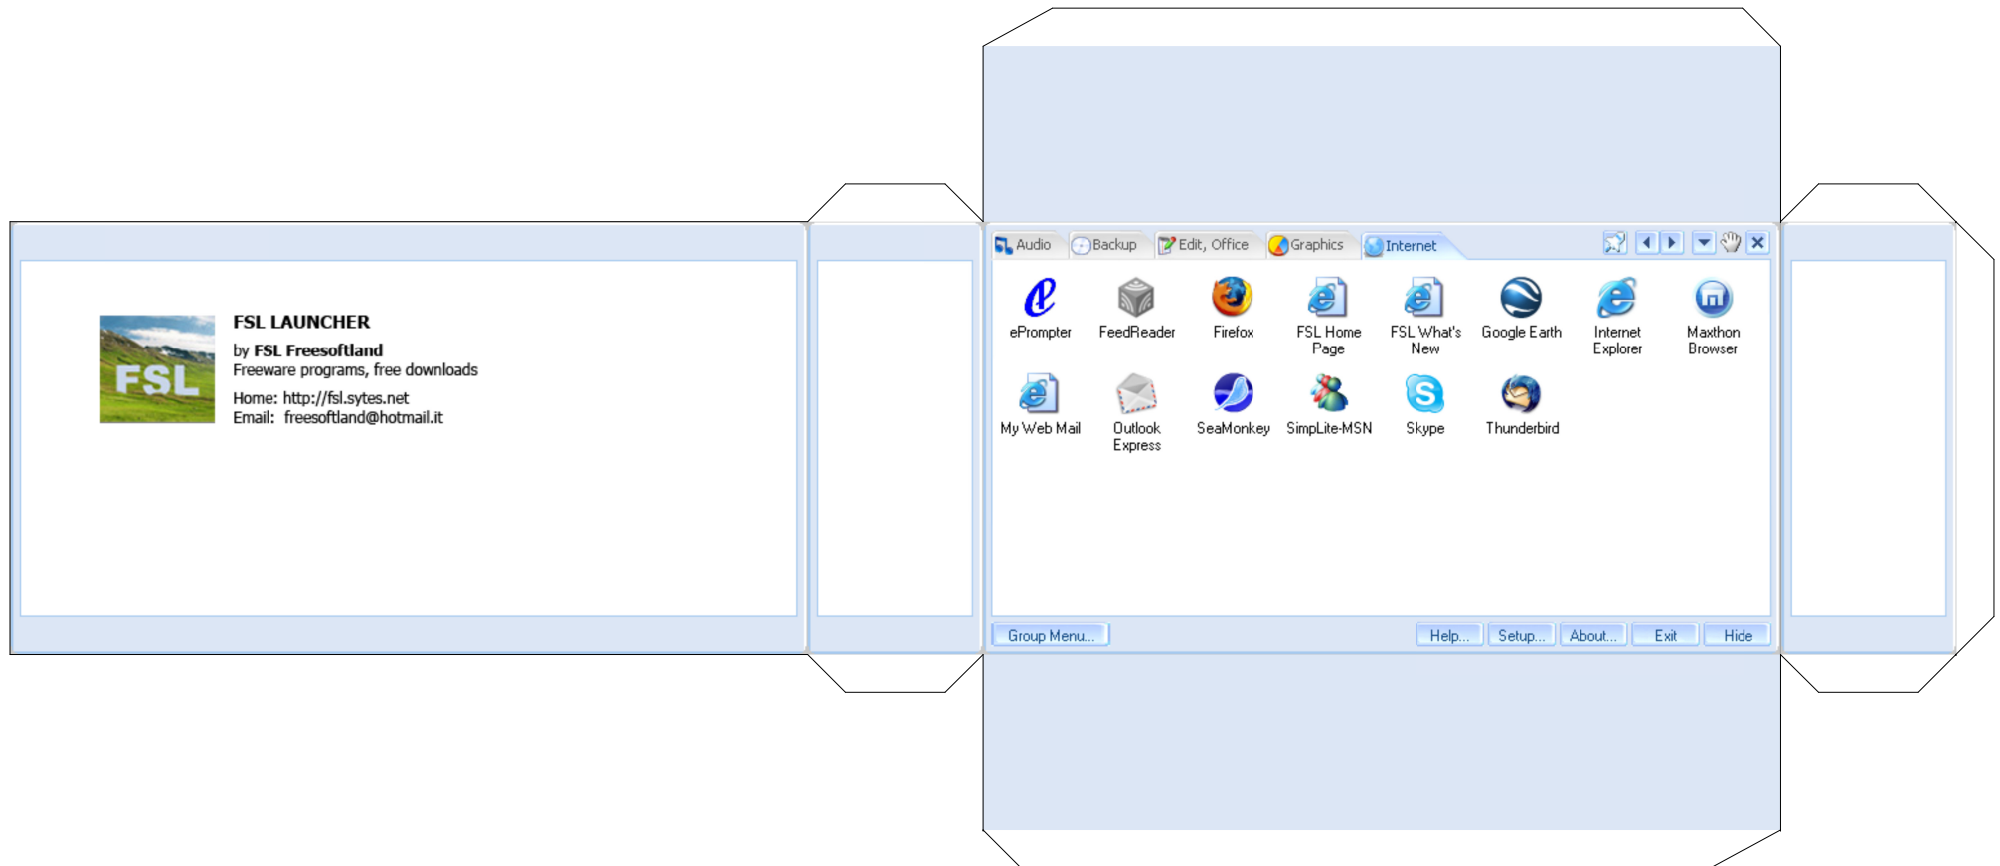 FSL LAUNCHER
by FSL Freesoftland
Freeware programs, free downloads
Home: http://fsl.sytes.net
Email: freesoftland@hotmail.it
FSL
Audio Backup Edit, Office Graphics Internet
ePrompter FeedReader Firefox FSL Home Page FSL What's New Google Earth Internet Explorer Maxthon Browser
My Web Mail Outlook Express SeaMonkey SimpLite-MSN Skype Thunderbird
Group Menu... Help... Setup... About... Exit Hide